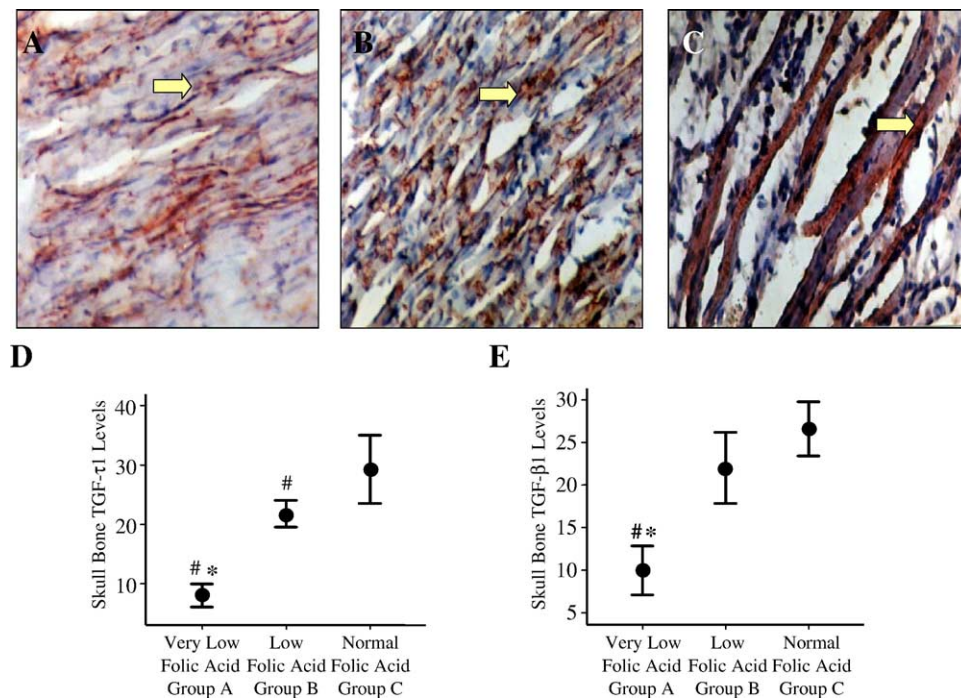 A
B
C
D
E
Skull Bone TGF-τ1 Levels
40
30
20
10
# *
#
Very Low
Folic Acid
Group A
Low
Folic Acid
Group B
Normal
Folic Acid
Group C
Skull Bone TGF-β1 Levels
30
25
20
15
10
5
#*
Very Low
Folic Acid
Group A
Low
Folic Acid
Group B
Normal
Folic Acid
Group C